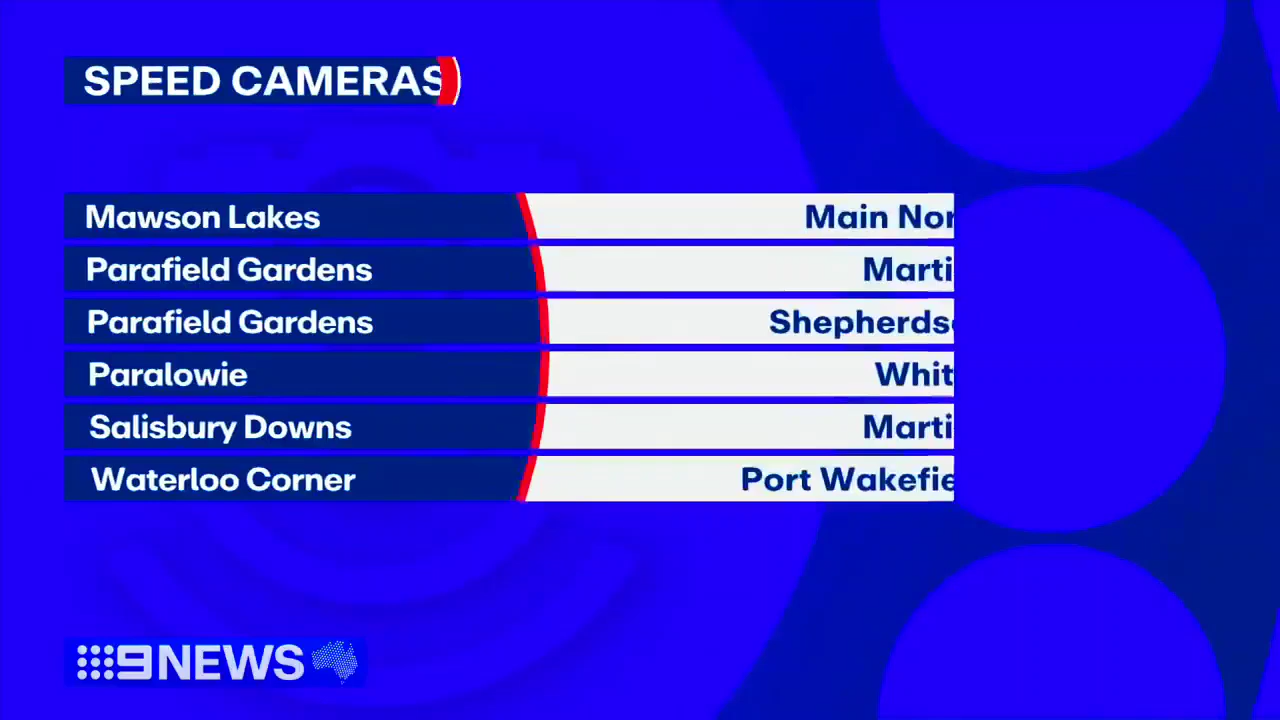 SPEED CAMERAS
Mawson Lakes Main Nor
Parafield Gardens Marti
Parafield Gardens Shepherds
Paralowie Whit
Salisbury Downs Marti
Waterloo Corner Port Wakefie
9NEWS